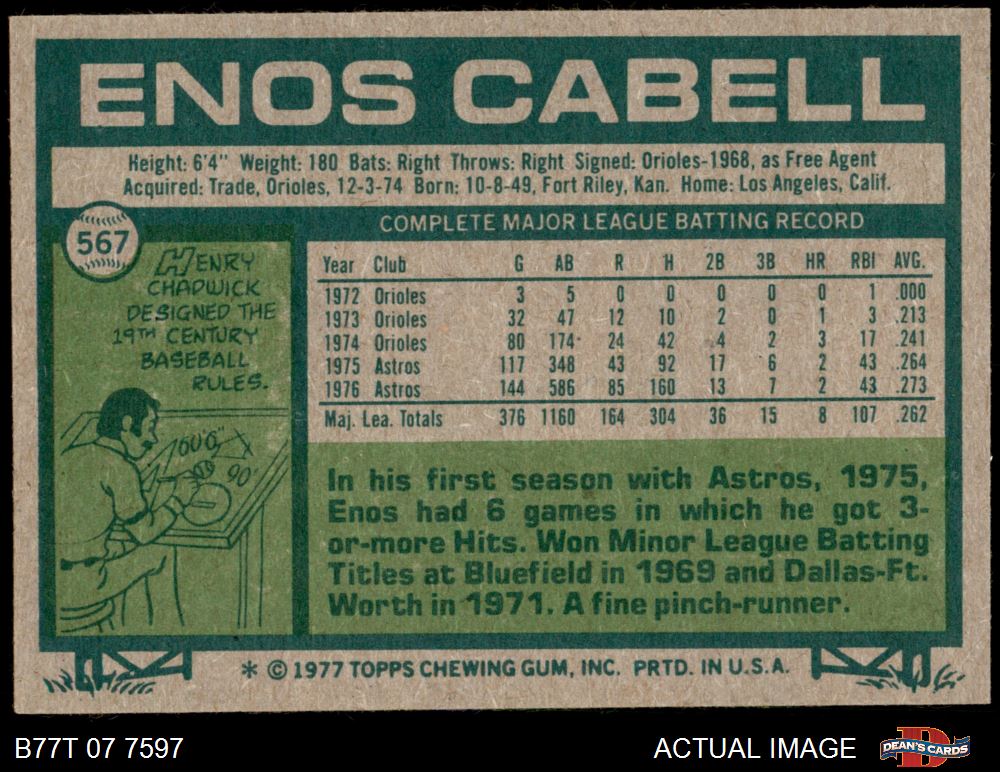 ENOS CABELL
Height: 6'4" Weight: 180 Bats: Right Throws: Right Signed: Orioles-1968, as Free Agent
Acquired: Trade, Orioles, 12-3-74 Born: 10-8-49, Fort Riley, Kan. Home: Los Angeles, Calif.
567
HENRY
CHADWICK
DESIGNED THE
19TH CENTURY
BASEBALL
RULES.
60'6"
90'
COMPLETE MAJOR LEAGUE BATTING RECORD
Year Club G AB R H 2B 3B HR RBI AVG.
1972 Orioles 3 5 0 0 0 0 0 1 .000
1973 Orioles 32 47 12 10 2 0 1 3 .213
1974 Orioles 80 174 24 42 4 2 3 17 .241
1975 Astros 117 348 43 92 17 6 2 43 .264
1976 Astros 144 586 85 160 13 7 2 43 .273
Maj. Lea. Totals 376 1160 164 304 36 15 8 107 .262
In his first season with Astros, 1975,
Enos had 6 games in which he got 3-
or-more Hits. Won Minor League Batting
Titles at Bluefield in 1969 and Dallas-Ft.
Worth in 1971. A fine pinch-runner.
* © 1977 TOPPS CHEWING GUM, INC. PRTD. IN U.S.A.
B77T 07 7597
ACTUAL IMAGE
DEAN'S CARDS